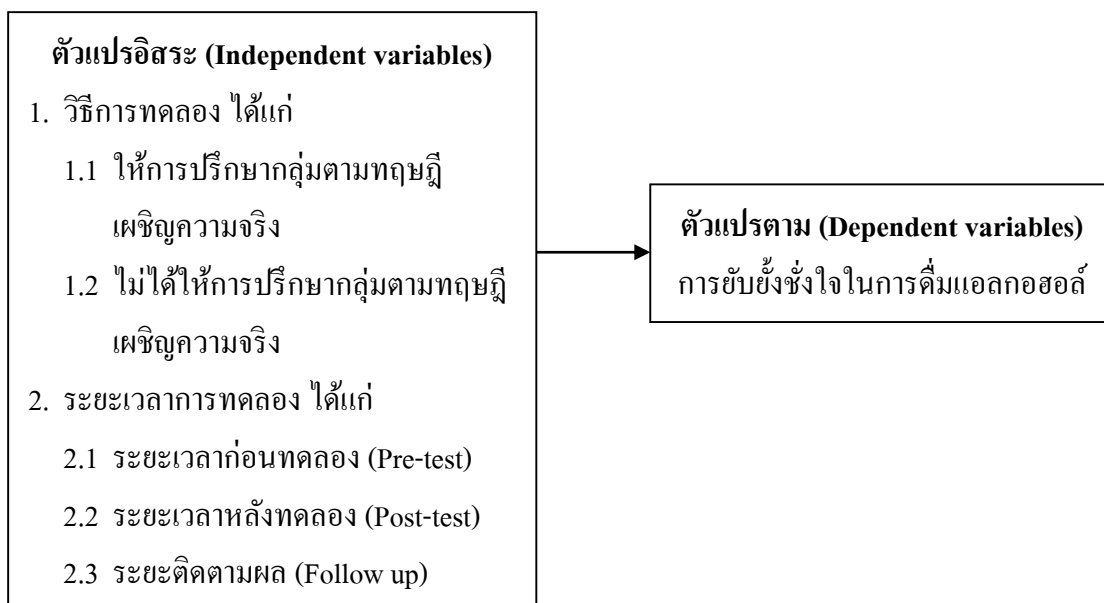 ตัวแปรอิสระ (Independent variables)
1. วิธีการทดลอง ได้แก่
1.1 ให้การปรึกษากลุ่มตามทฤษฎี
เผชิญความจริง
1.2 ไม่ได้ให้การปรึกษากลุ่มตามทฤษฎี
เผชิญความจริง
2. ระยะเวลาการทดลอง ได้แก่
2.1 ระยะเวลาก่อนทดลอง (Pre-test)
2.2 ระยะเวลาหลังทดลอง (Post-test)
2.3 ระยะติดตามผล (Follow up)
ตัวแปรตาม (Dependent variables)
การยับยั้งชั่งใจในการดื่มแอลกอฮอล์